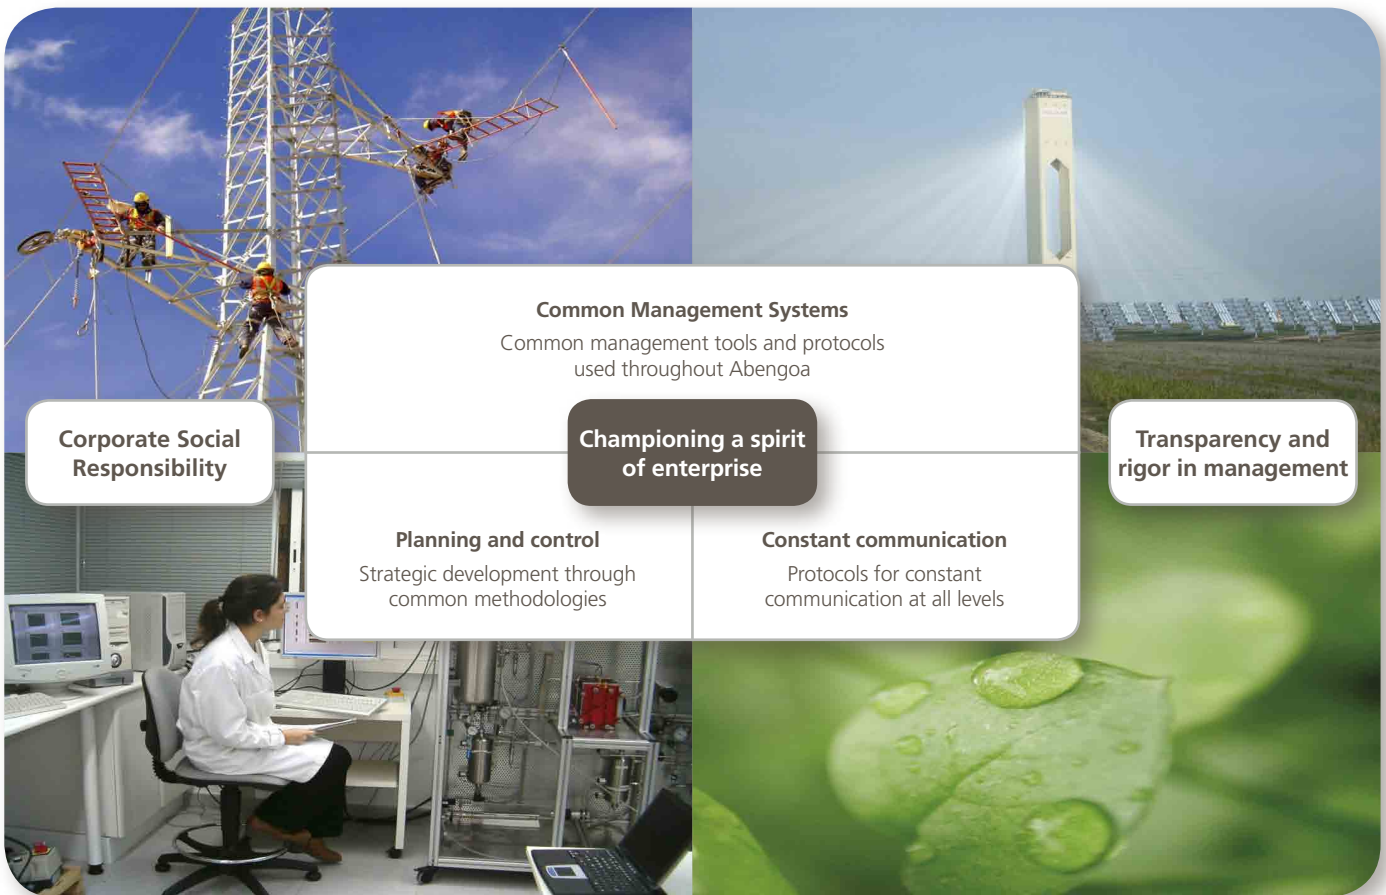 Common Management Systems
Common management tools and protocols
used throughout Abengoa
Corporate Social
Responsibility
Championing a spirit
of enterprise
Transparency and
rigor in management
Planning and control
Strategic development through
common methodologies
Constant communication
Protocols for constant
communication at all levels